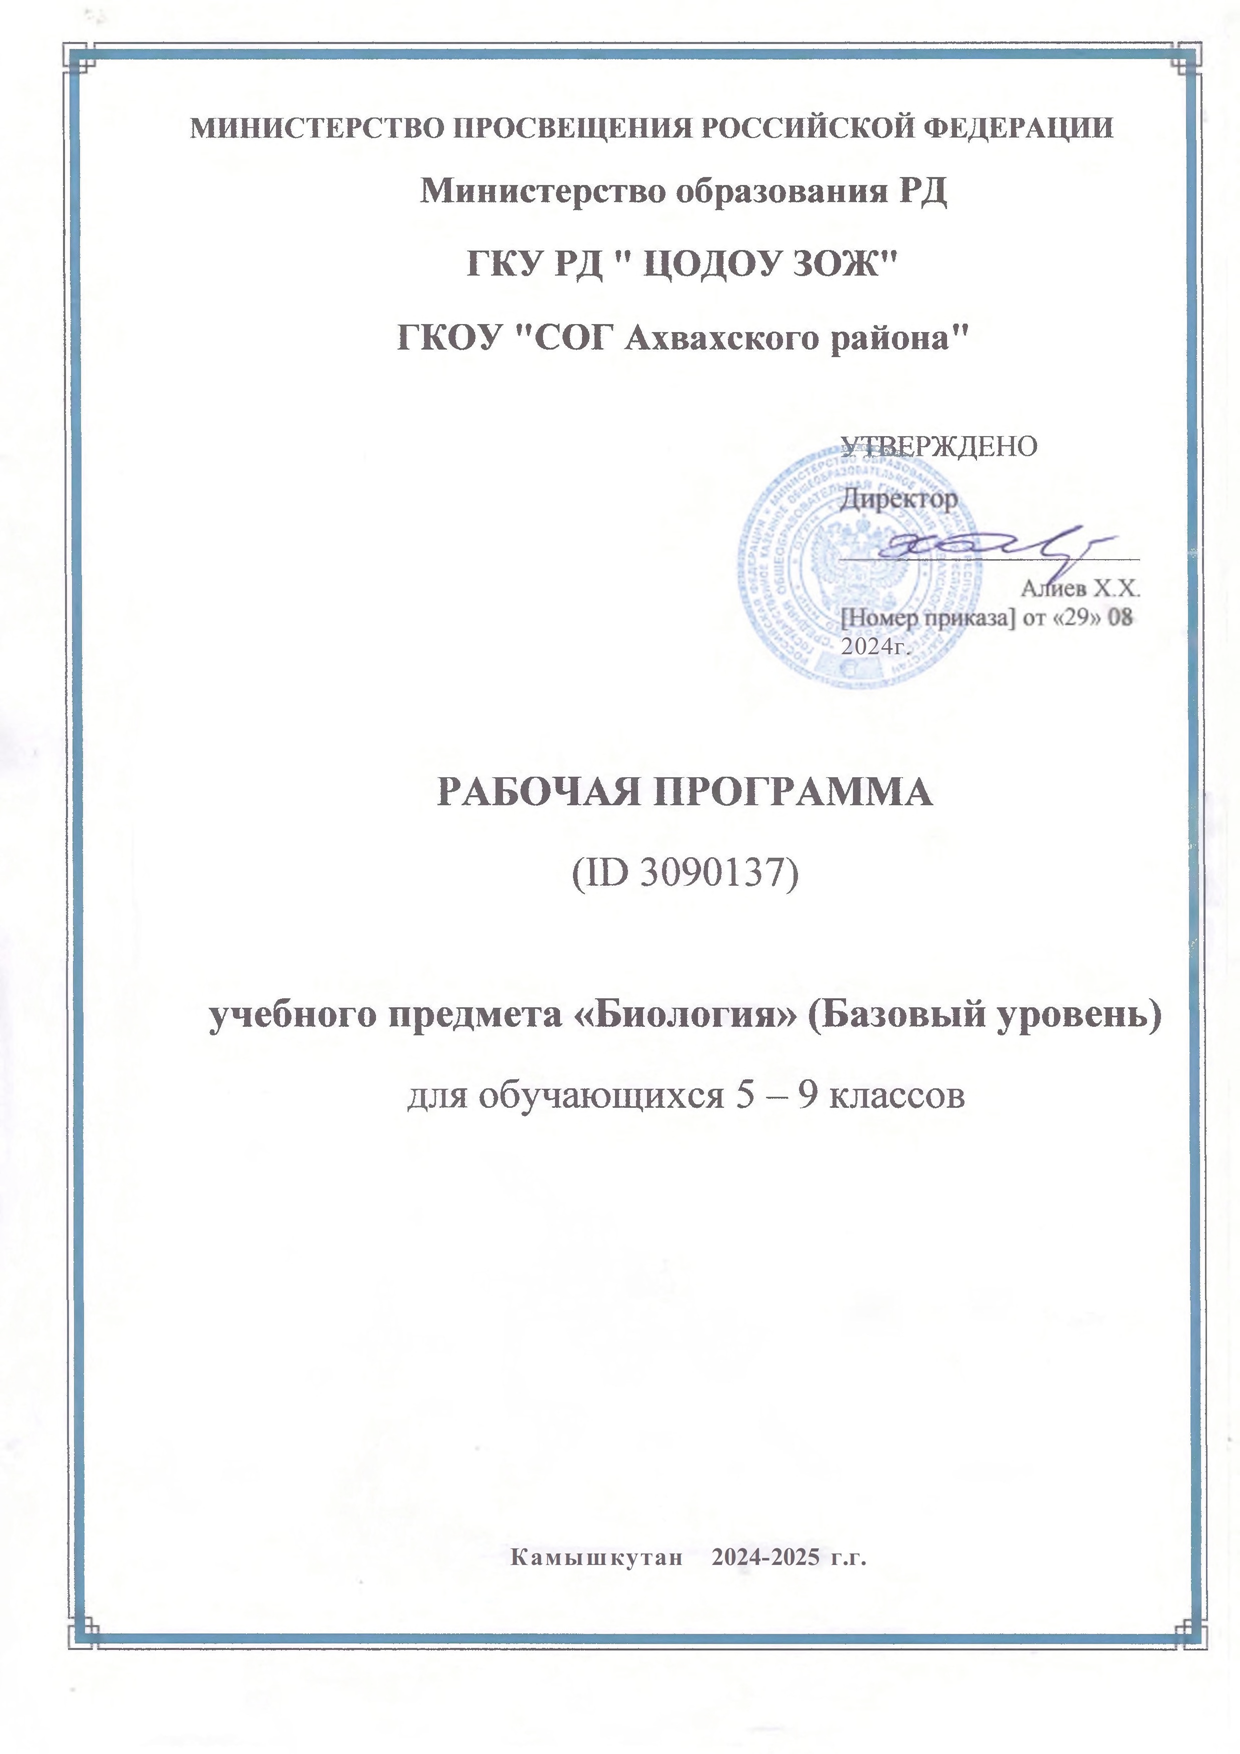 МИНИСТЕРСТВО ПРОСВЕЩЕНИЯ РОССИЙСКОЙ ФЕДЕРАЦИИ
Министерство образования РД
ГКУ РД " ЦОДОУ ЗОЖ"
ГКОУ "СОГ Ахвахского района"
УТВЕРЖДЕНО
Директор
Алиев Х.Х.
[Номер приказа] от «29» 08
2024г.
РАБОЧАЯ ПРОГРАММА
(ID 3090137)
учебного предмета «Биология» (Базовый уровень)
для обучающихся 5 – 9 классов
Камышкутан 2024-2025 г.г.